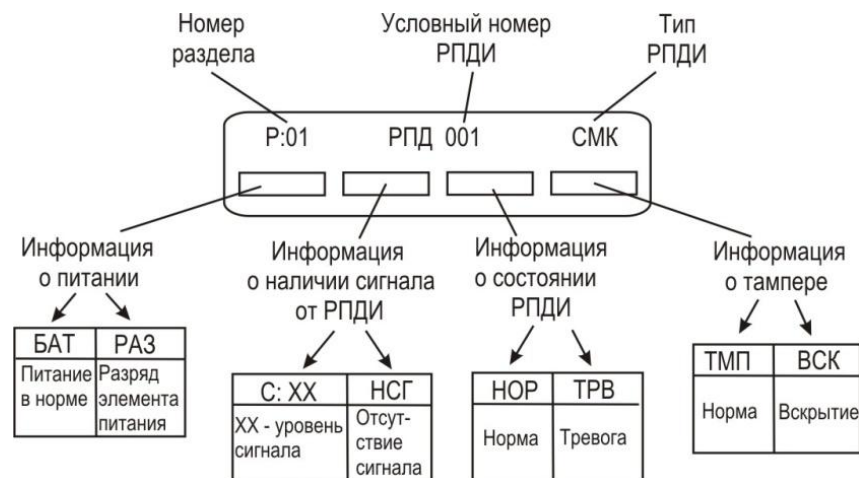 Номер
раздела
Условный номер
РПДИ
Тип
РПДИ
Р:01 РПД 001 СМК
Информация
о питании
Информация
о наличии сигнала
от РПДИ
Информация
о состоянии
РПДИ
Информация
о тампере
БАТ РАЗ
Питание
в норме
Разряд
элемента
питания
С: ХХ НСГ
ХХ - уровень
сигнала
Отсут-
ствие
сигнала
НОР ТРВ
Норма Тревога
ТМП ВСК
Норма Вскрытие